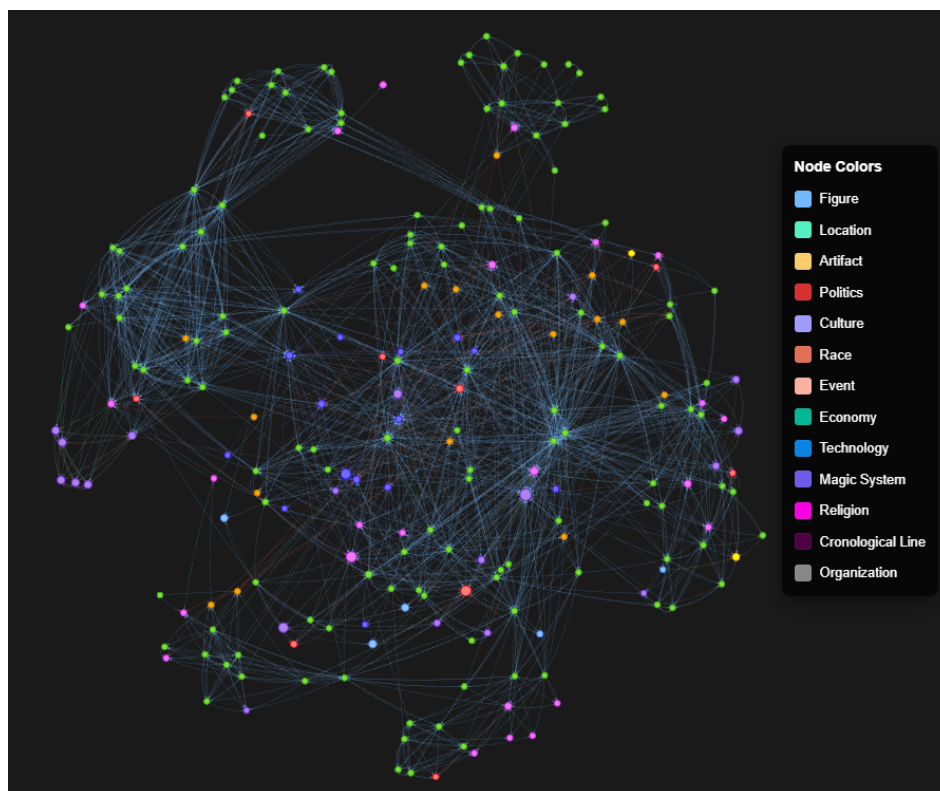 Node Colors
Figure
Location
Artifact
Politics
Culture
Race
Event
Economy
Technology
Magic System
Religion
Cronological Line
Organization